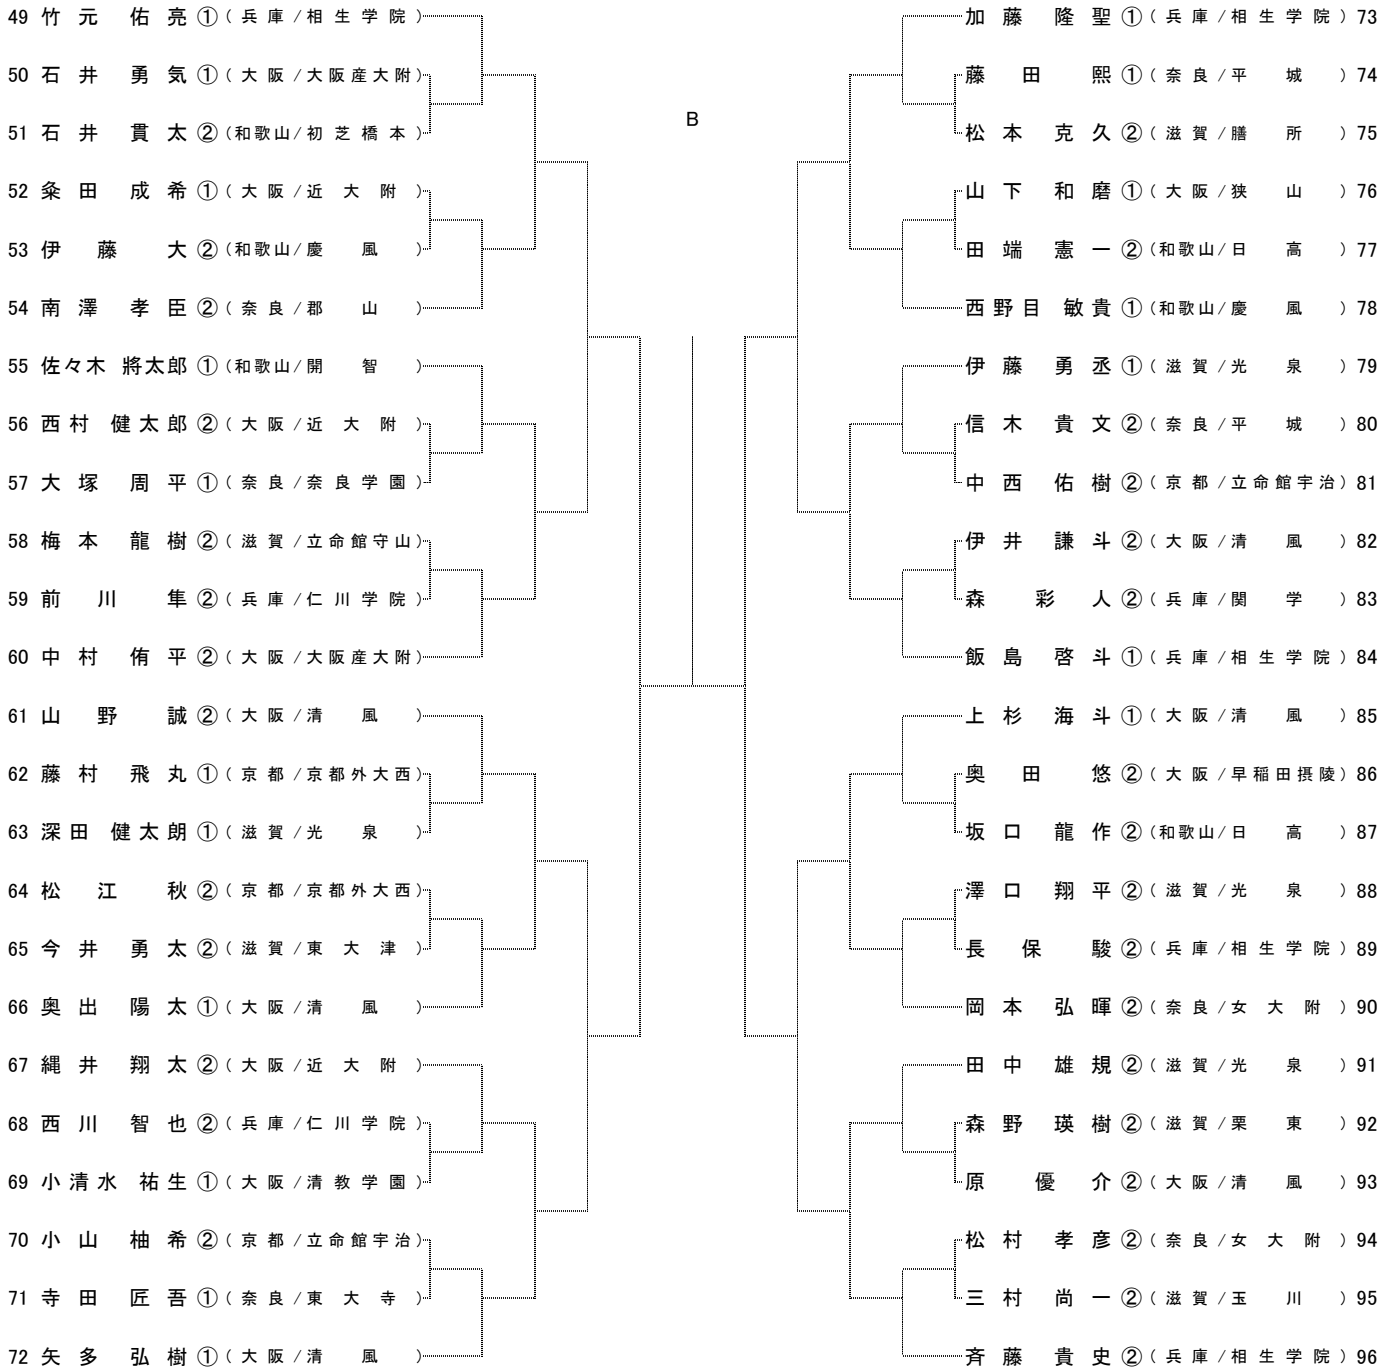 49 竹元 佑亮 ① (兵庫/相生学院)
50 石井 勇気 ① (大阪/大阪産大附)
51 石井 貫太 ② (和歌山/初芝橋本)
52 粂田 成希 ① (大阪/近大附)
53 伊藤 大 ② (和歌山/慶風)
54 南澤 孝臣 ② (奈良/郡山)
55 佐々木 將太郎 ① (和歌山/開智)
56 西村 健太郎 ② (大阪/近大附)
57 大塚 周平 ① (奈良/奈良学園)
58 梅本 龍樹 ② (滋賀/立命館守山)
59 前川 隼 ② (兵庫/仁川学院)
60 中村 侑平 ② (大阪/大阪産大附)
61 山野 誠 ② (大阪/清風)
62 藤村 飛丸 ① (京都/京都外大西)
63 深田 健太朗 ① (滋賀/光泉)
64 松江 秋 ② (京都/京都外大西)
65 今井 勇太 ② (滋賀/東大津)
66 奥出 陽太 ① (大阪/清風)
67 縄井 翔太 ② (大阪/近大附)
68 西川 智也 ② (兵庫/仁川学院)
69 小清水 祐生 ① (大阪/清教学園)
70 小山 柚希 ② (京都/立命館宇治)
71 寺田 匠吾 ① (奈良/東大寺)
72 矢多 弘樹 ① (大阪/清風)
B
加藤 隆聖 ① (兵庫/相生学院) 73
藤田 熙 ① (奈良/平城) 74
松本 克久 ② (滋賀/膳所) 75
山下 和磨 ① (大阪/狭山) 76
田端 憲一 ② (和歌山/日高) 77
西野目 敏貴 ① (和歌山/慶風) 78
伊藤 勇丞 ① (滋賀/光泉) 79
信木 貴文 ② (奈良/平城) 80
中西 佑樹 ② (京都/立命館宇治) 81
伊井 謙斗 ② (大阪/清風) 82
森 彩人 ② (兵庫/関学) 83
飯島 啓斗 ① (兵庫/相生学院) 84
上杉 海斗 ① (大阪/清風) 85
奥田 悠 ② (大阪/早稲田摂陵) 86
坂口 龍作 ② (和歌山/日高) 87
澤口 翔平 ② (滋賀/光泉) 88
長保 駿 ② (兵庫/相生学院) 89
岡本 弘暉 ② (奈良/女大附) 90
田中 雄規 ② (滋賀/光泉) 91
森野 瑛樹 ② (滋賀/栗東) 92
原 優介 ② (大阪/清風) 93
松村 孝彦 ② (奈良/女大附) 94
三村 尚一 ② (滋賀/玉川) 95
斉藤 貴史 ② (兵庫/相生学院) 96